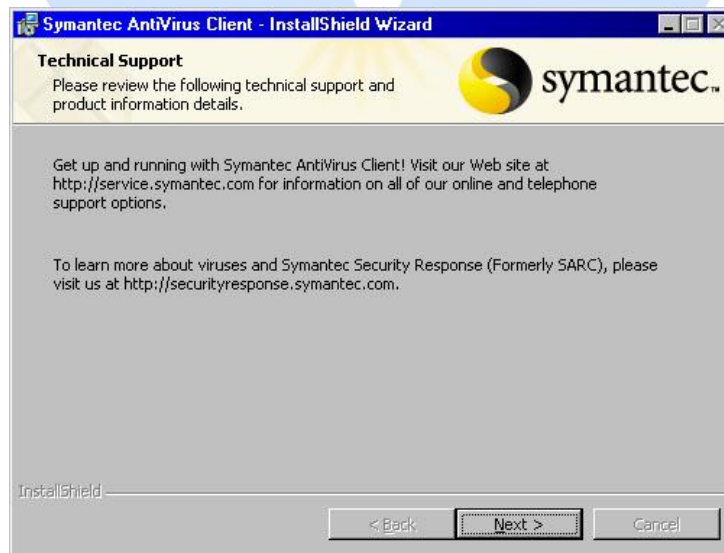 Symantec AntiVirus Client - InstallShield Wizard
Technical Support
Please review the following technical support and
product information details.
symantec™
Get up and running with Symantec AntiVirus Client! Visit our Web site at
http://service.symantec.com for information on all of our online and telephone
support options.
To learn more about viruses and Symantec Security Response (Formerly SARC), please
visit us at http://securityresponse.symantec.com.
InstallShield
< Back
Next >
Cancel